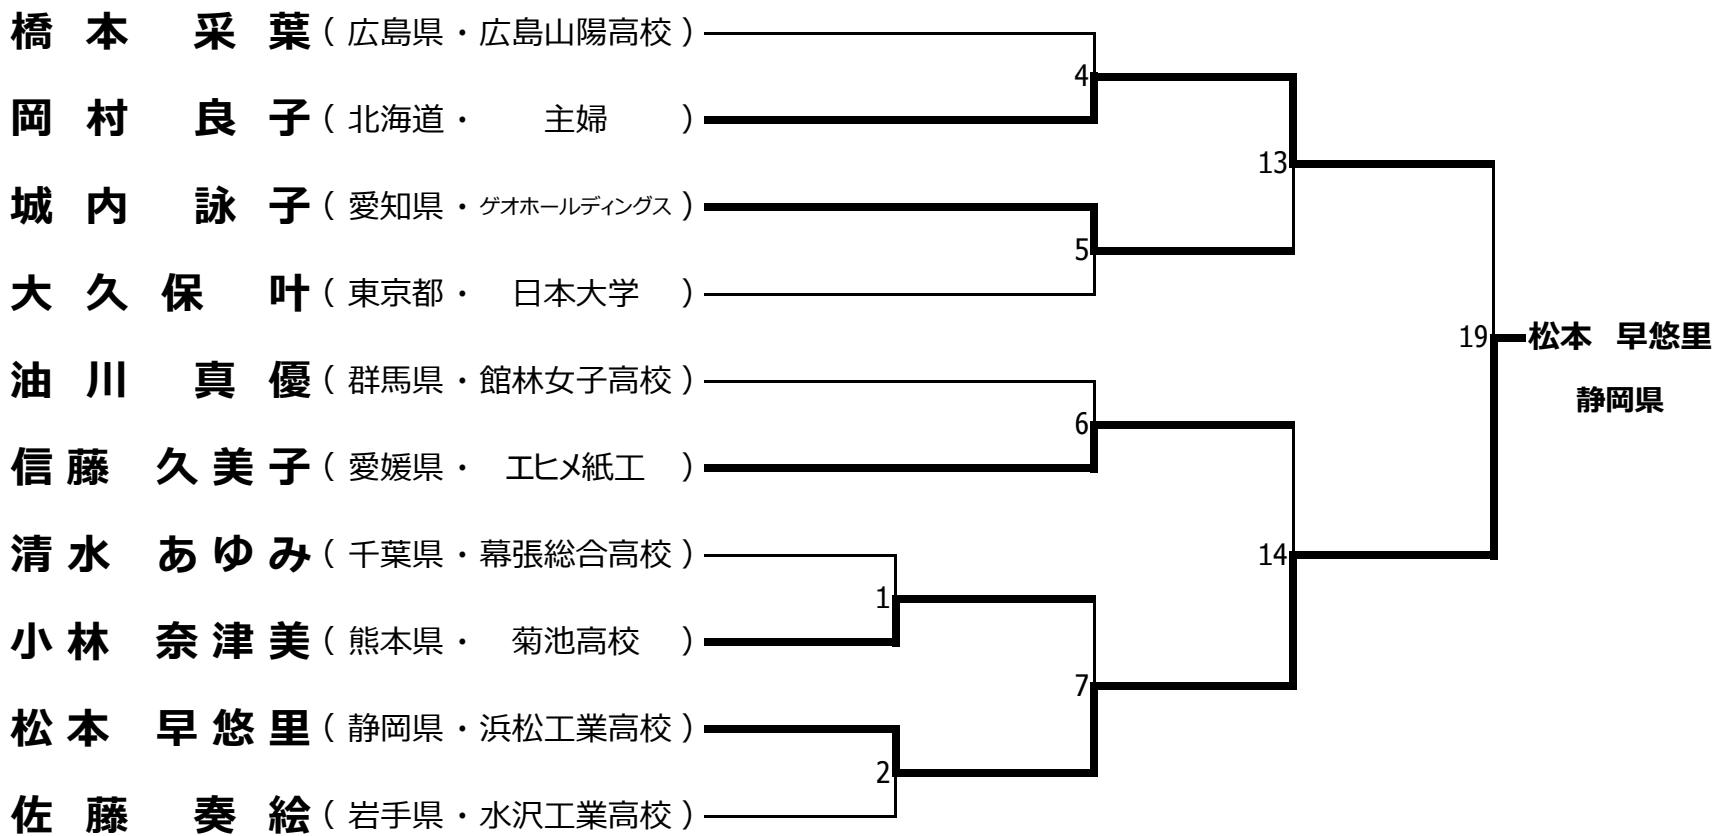 橋本 采葉 ( 広島県 ・ 広島山陽高校 )
4
岡村 良子 ( 北海道 ・ 主婦 )
13
城内 詠子 ( 愛知県 ・ ゲオホールディングス )
5
大久保 叶 ( 東京都 ・ 日本大学 )
19 松本 早悠里
静岡県
油川 真優 ( 群馬県 ・ 館林女子高校 )
6
信藤 久美子 ( 愛媛県 ・ エヒメ紙工 )
清水 あゆみ ( 千葉県 ・ 幕張総合高校 )
14
1
小林 奈津美 ( 熊本県 ・ 菊池高校 )
7
松本 早悠里 ( 静岡県 ・ 浜松工業高校 )
2
佐藤 奏絵 ( 岩手県 ・ 水沢工業高校 )